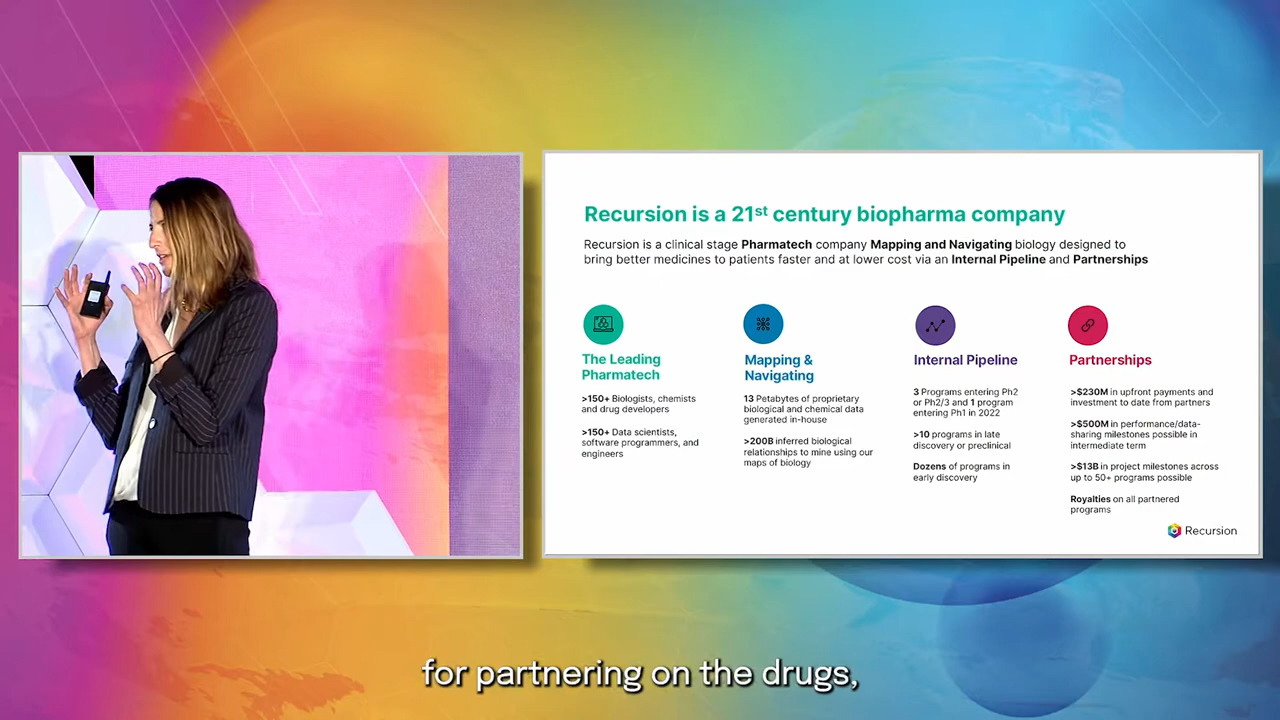 Recursion is a 21st century biopharma company
Recursion is a clinical stage Pharmatech company Mapping and Navigating biology designed to
bring better medicines to patients faster and at lower cost via an Internal Pipeline and Partnerships
The Leading
Pharmatech
>150+ Biologists, chemists
and drug developers
>150+ Data scientists,
software programmers, and
engineers
Mapping &
Navigating
13 Petabytes of proprietary
biological and chemical data
generated in-house
>200B inferred biological
relationships to mine using our
maps of biology
Internal Pipeline
3 Programs entering Ph2
or Ph2/3 and 1 program
entering Ph1 in 2022
>10 programs in late
discovery or preclinical
Dozens of programs in
early discovery
Partnerships
>$230M in upfront payments and
investment to date from partners
>$500M in performance/data-
sharing milestones possible in
intermediate term
>$13B in project milestones across
up to 50+ programs possible
Royalties on all partnered
programs
Recursion
for partnering on the drugs,